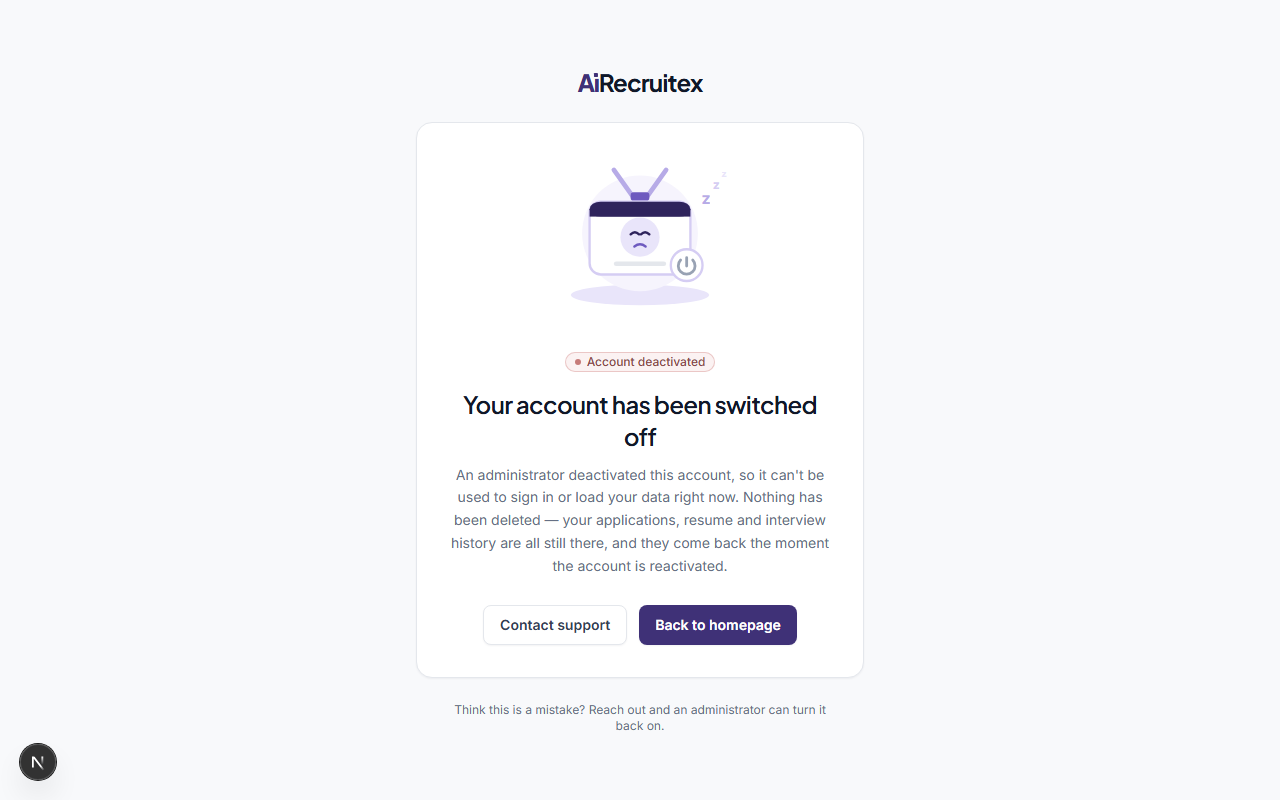 AiRecruitex
z
z
z
Account deactivated
Your account has been switched
off
An administrator deactivated this account, so it can't be
used to sign in or load your data right now. Nothing has
been deleted — your applications, resume and interview
history are all still there, and they come back the moment
the account is reactivated.
Contact support
Back to homepage
Think this is a mistake? Reach out and an administrator can turn it
back on.
N